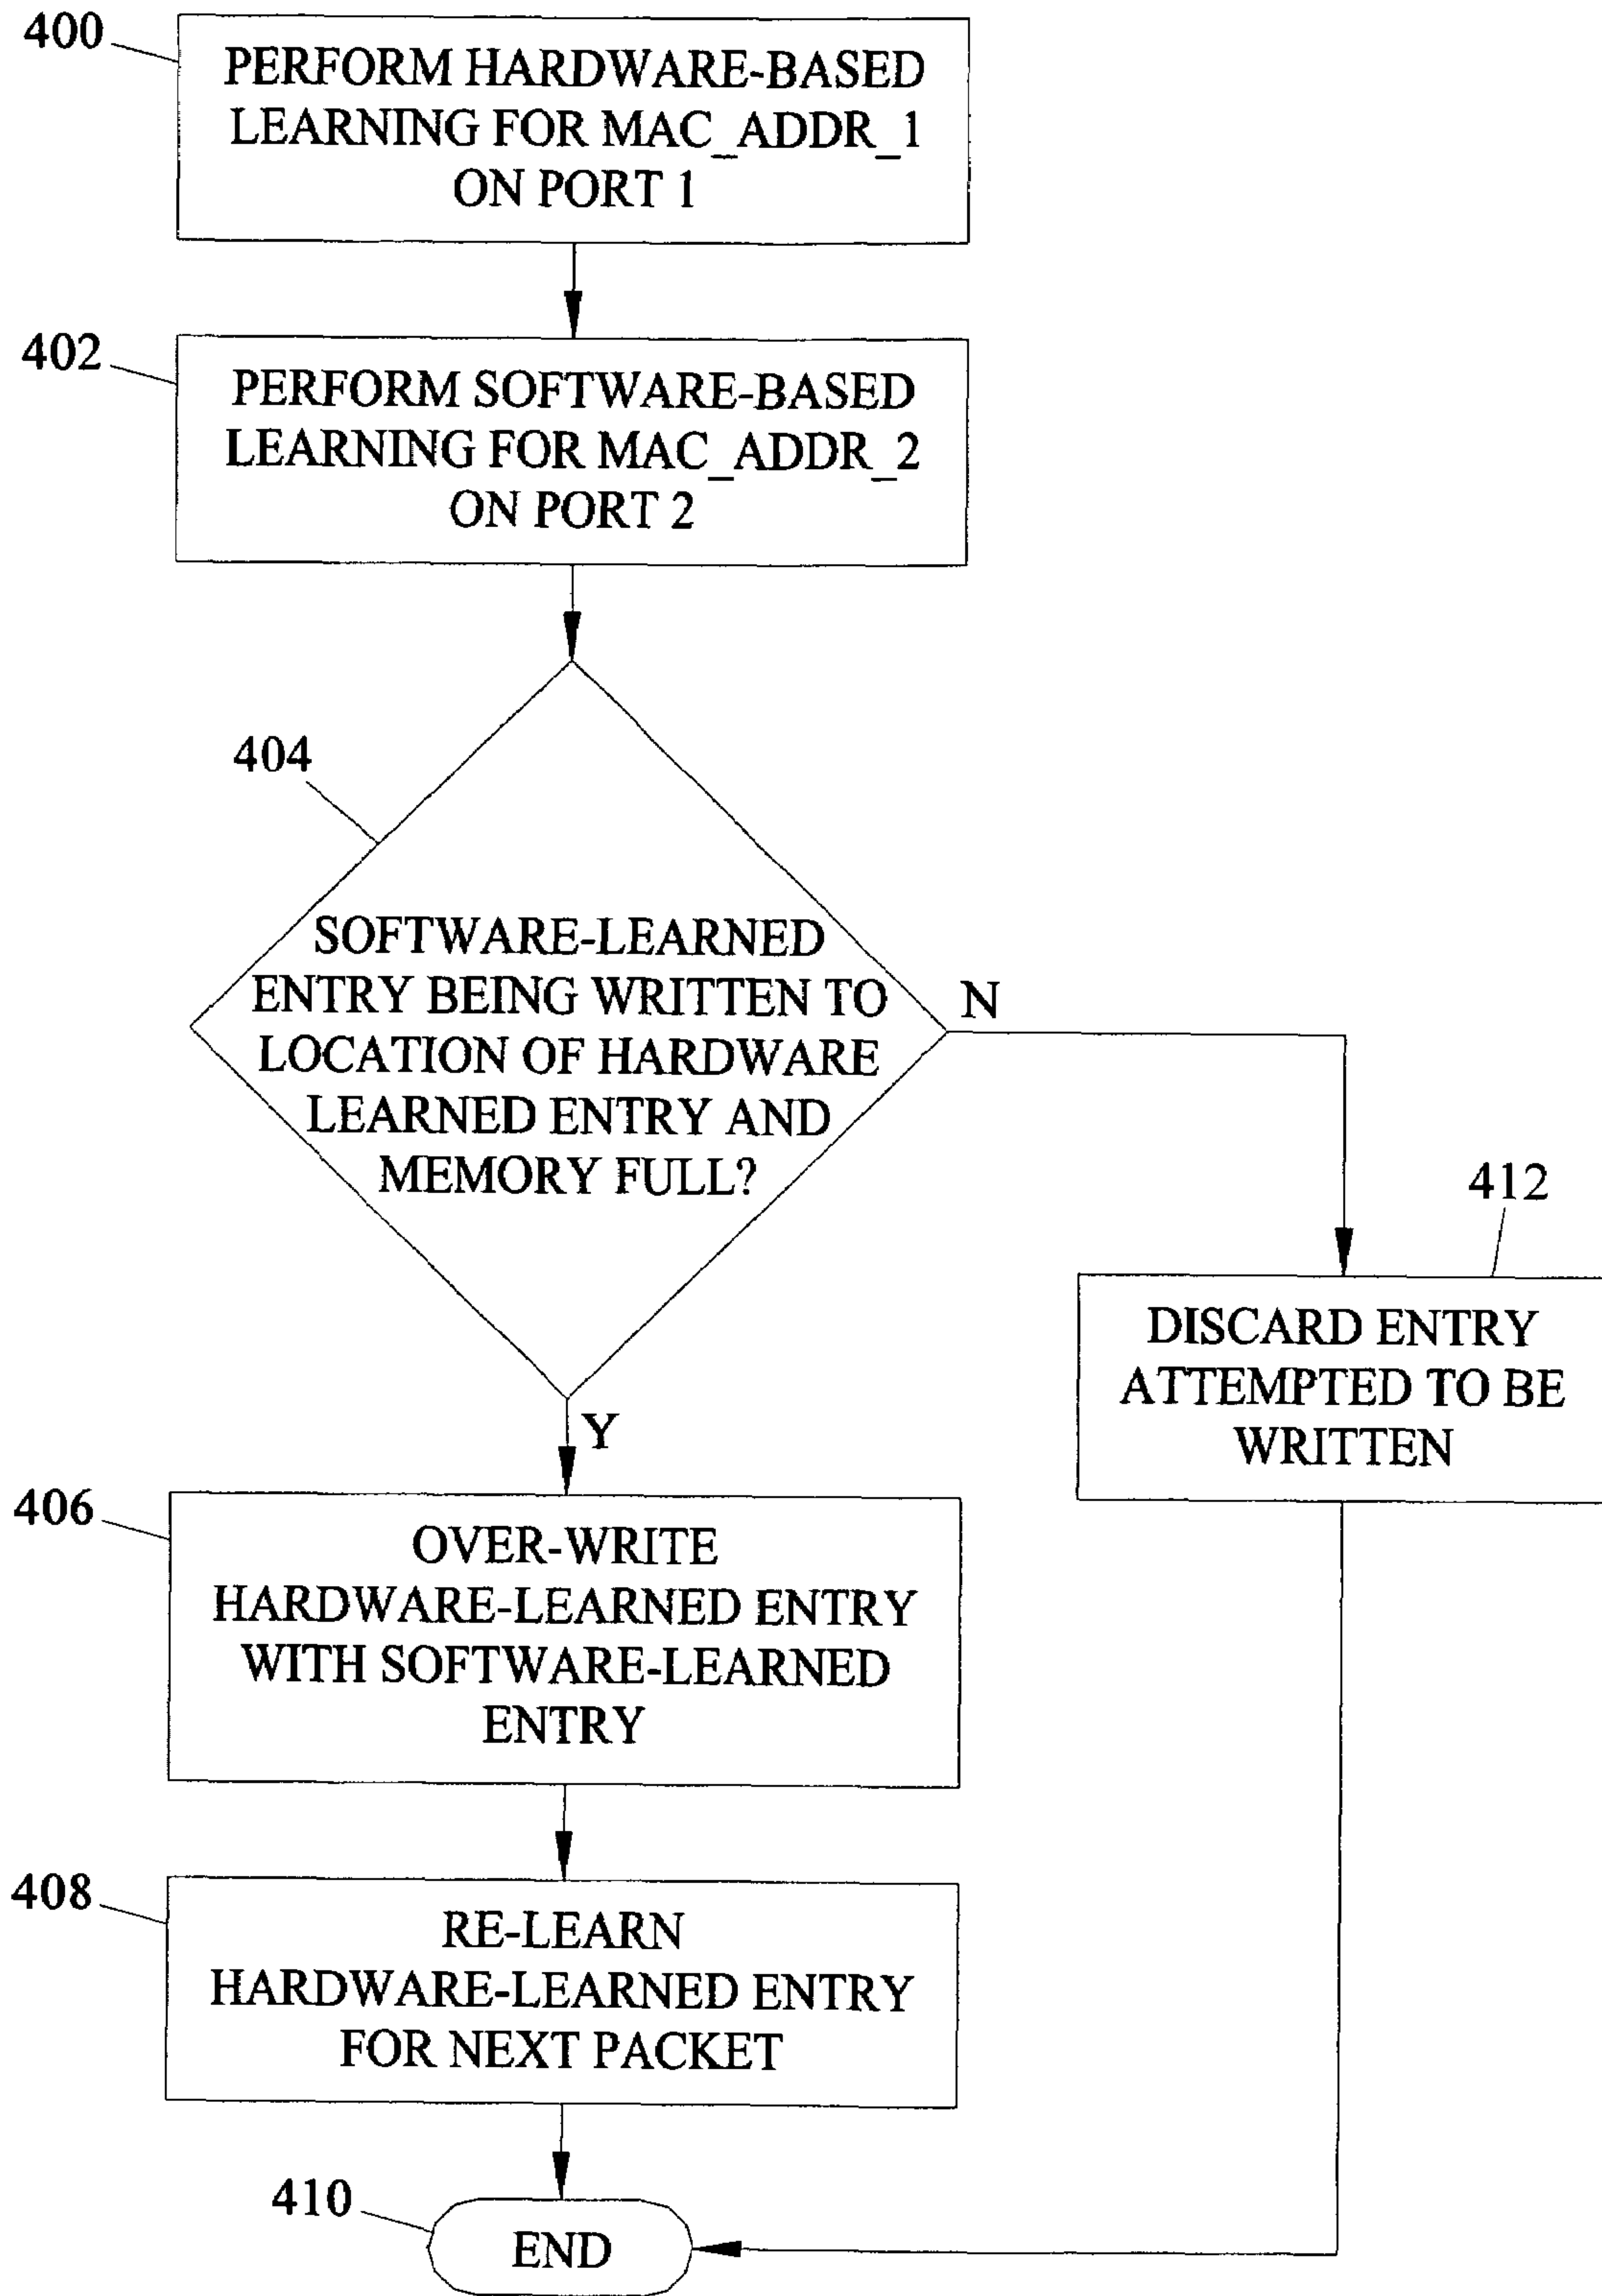 400
PERFORM HARDWARE-BASED
LEARNING FOR MAC_ADDR_1
ON PORT 1
402
PERFORM SOFTWARE-BASED
LEARNING FOR MAC_ADDR_2
ON PORT 2
404
SOFTWARE-LEARNED
ENTRY BEING WRITTEN TO
LOCATION OF HARDWARE
LEARNED ENTRY AND
MEMORY FULL?
N
Y
412
DISCARD ENTRY
ATTEMPTED TO BE
WRITTEN
406
OVER-WRITE
HARDWARE-LEARNED ENTRY
WITH SOFTWARE-LEARNED
ENTRY
408
RE-LEARN
HARDWARE-LEARNED ENTRY
FOR NEXT PACKET
410
END